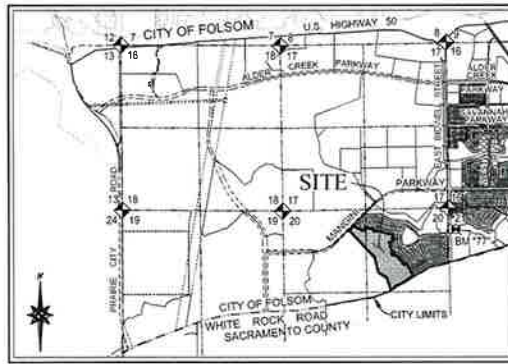 CITY OF FOLSOM
U.S. HIGHWAY 50
12 7
13 18
7 8
18 17
8 9
17 16
ALDER CREEK PARKWAY
ALDER
CREEK
PARKWAY
SAVANNAH
PARKWAY
EAST BIDWELL STREET
SITE
MANGINI PARKWAY
13 18
24 19
18 17
19 20
17
20
BM "77"
PRAIRIE CITY ROAD
CITY OF FOLSOM
WHITE ROCK ROAD
SACRAMENTO COUNTY
CITY LIMITS